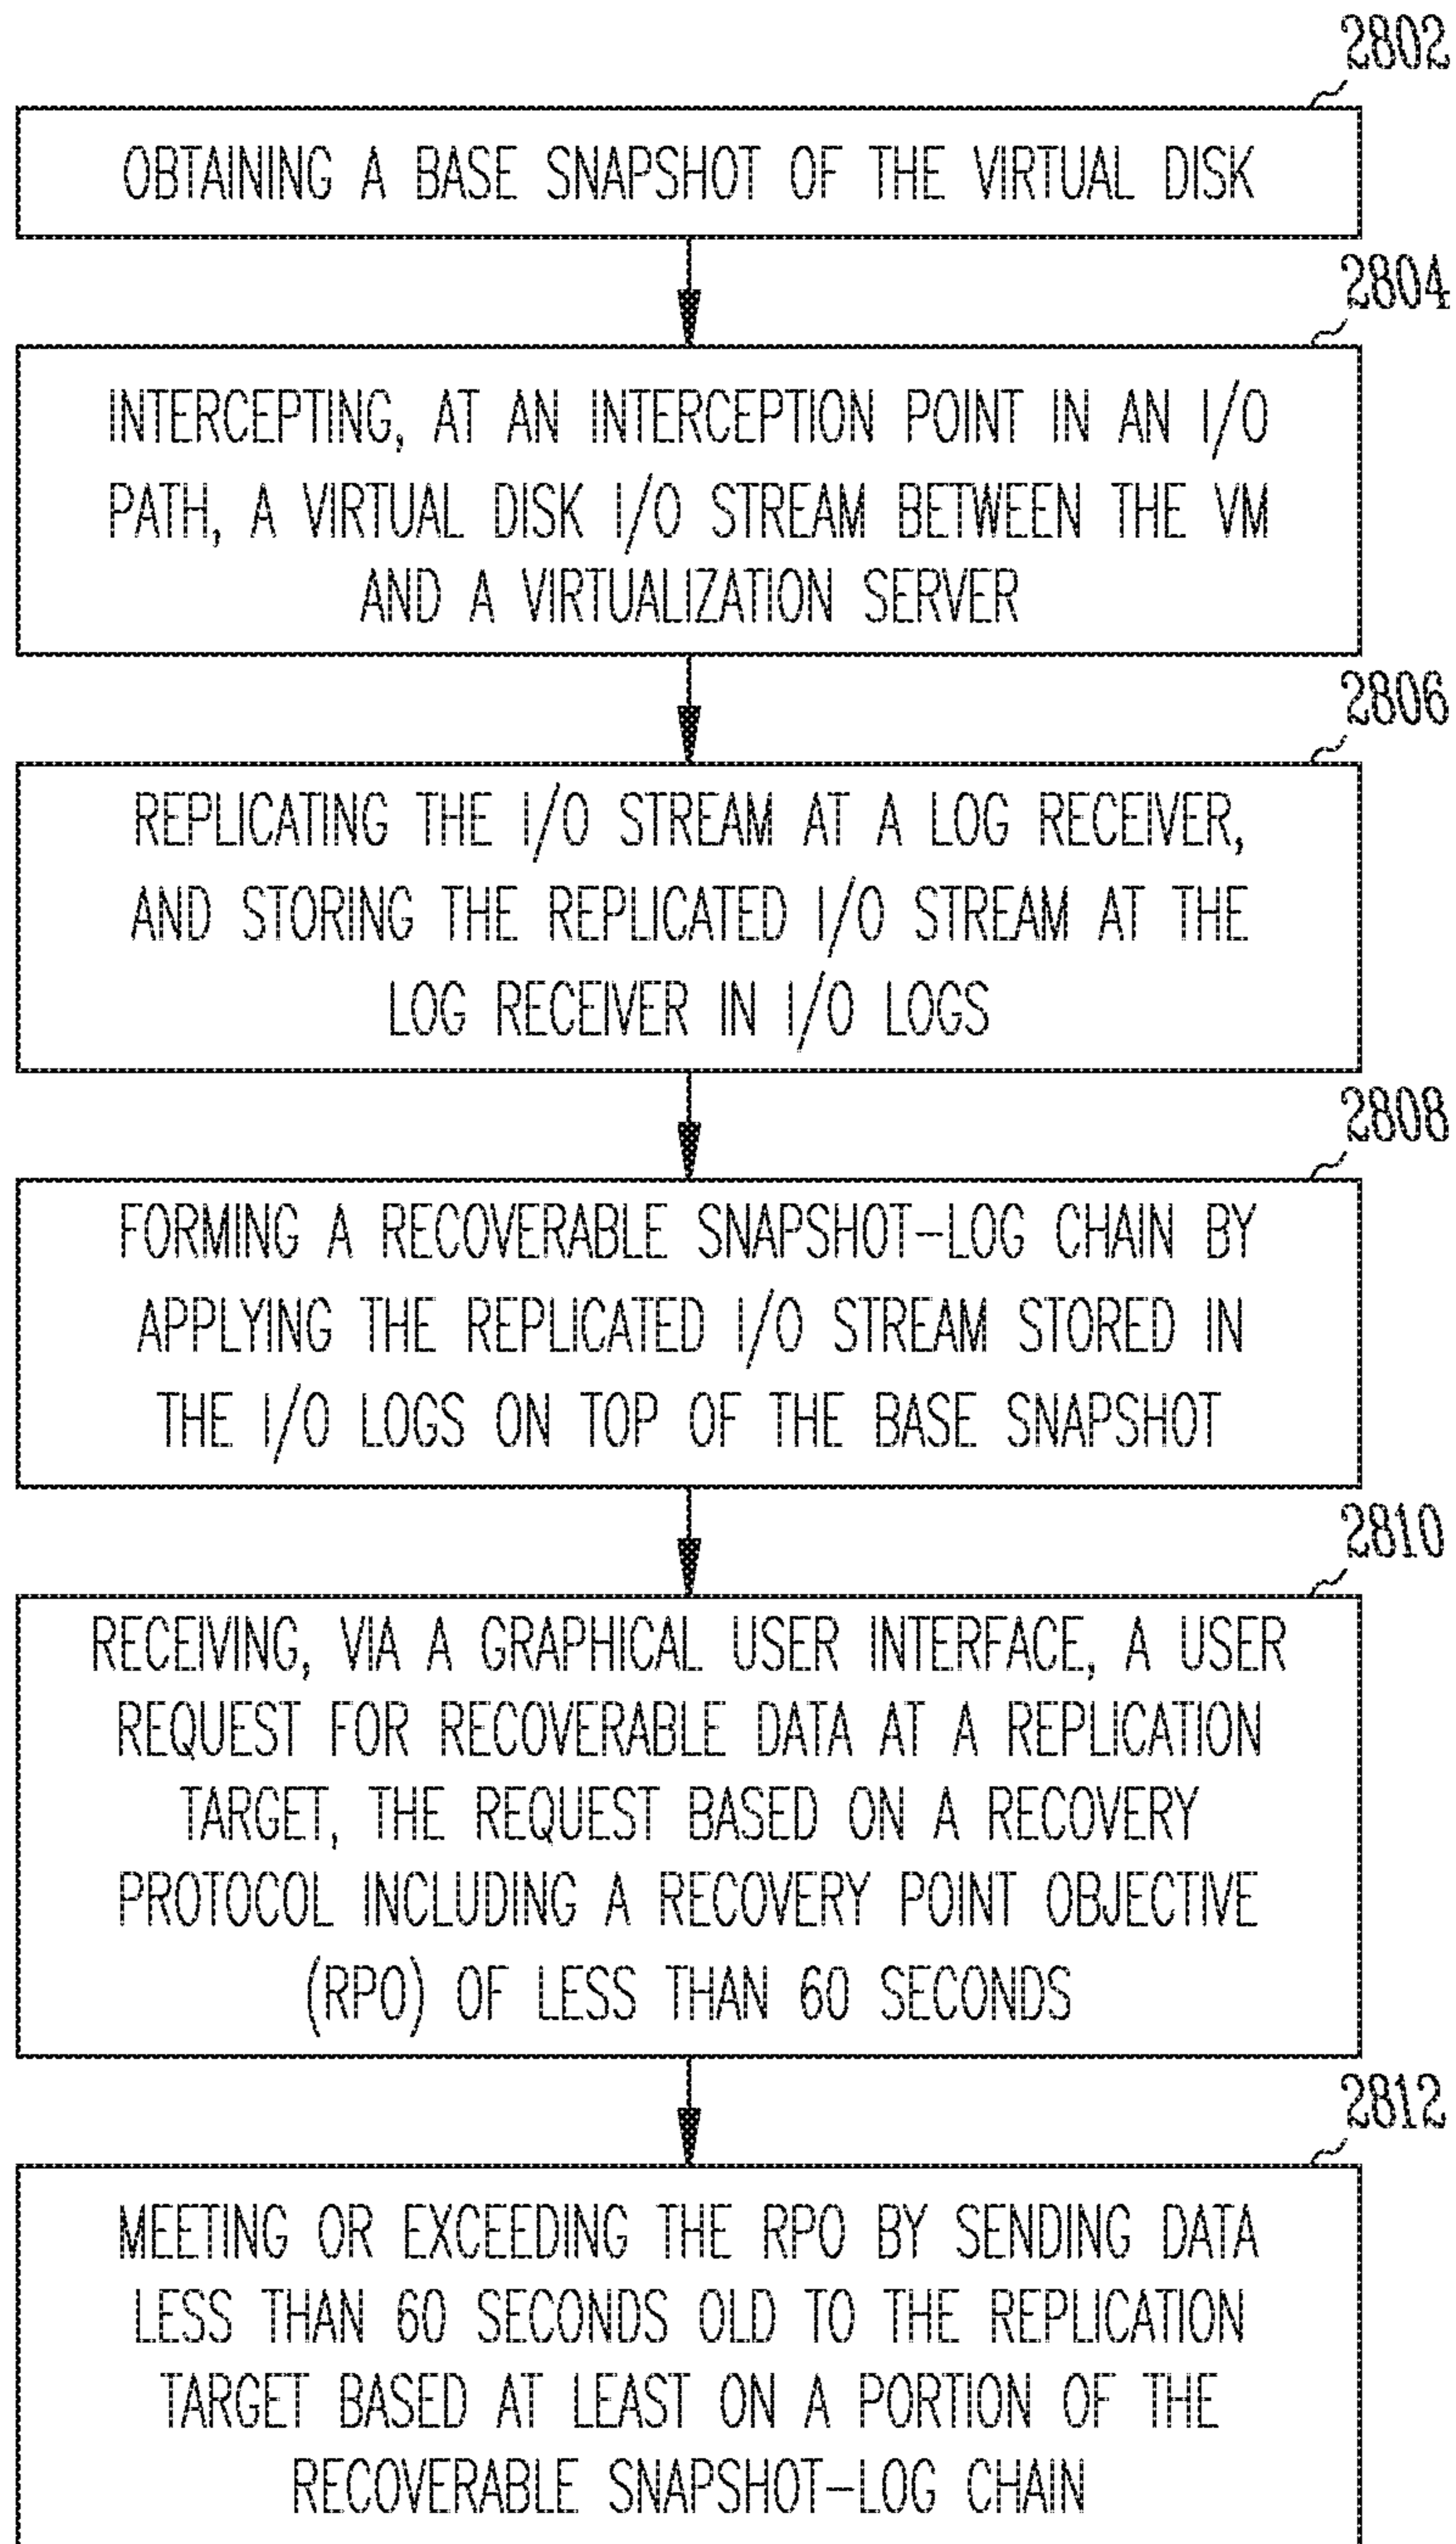 2802
OBTAINING A BASE SNAPSHOT OF THE VIRTUAL DISK
2804
INTERCEPTING, AT AN INTERCEPTION POINT IN AN I/O
PATH, A VIRTUAL DISK I/O STREAM BETWEEN THE VM
AND A VIRTUALIZATION SERVER
2806
REPLICATING THE I/O STREAM AT A LOG RECEIVER,
AND STORING THE REPLICATED I/O STREAM AT THE
LOG RECEIVER IN I/O LOGS
2808
FORMING A RECOVERABLE SNAPSHOT-LOG CHAIN BY
APPLYING THE REPLICATED I/O STREAM STORED IN
THE I/O LOGS ON TOP OF THE BASE SNAPSHOT
2810
RECEIVING, VIA A GRAPHICAL USER INTERFACE, A USER
REQUEST FOR RECOVERABLE DATA AT A REPLICATION
TARGET, THE REQUEST BASED ON A RECOVERY
PROTOCOL INCLUDING A RECOVERY POINT OBJECTIVE
(RPO) OF LESS THAN 60 SECONDS
2812
MEETING OR EXCEEDING THE RPO BY SENDING DATA
LESS THAN 60 SECONDS OLD TO THE REPLICATION
TARGET BASED AT LEAST ON A PORTION OF THE
RECOVERABLE SNAPSHOT-LOG CHAIN